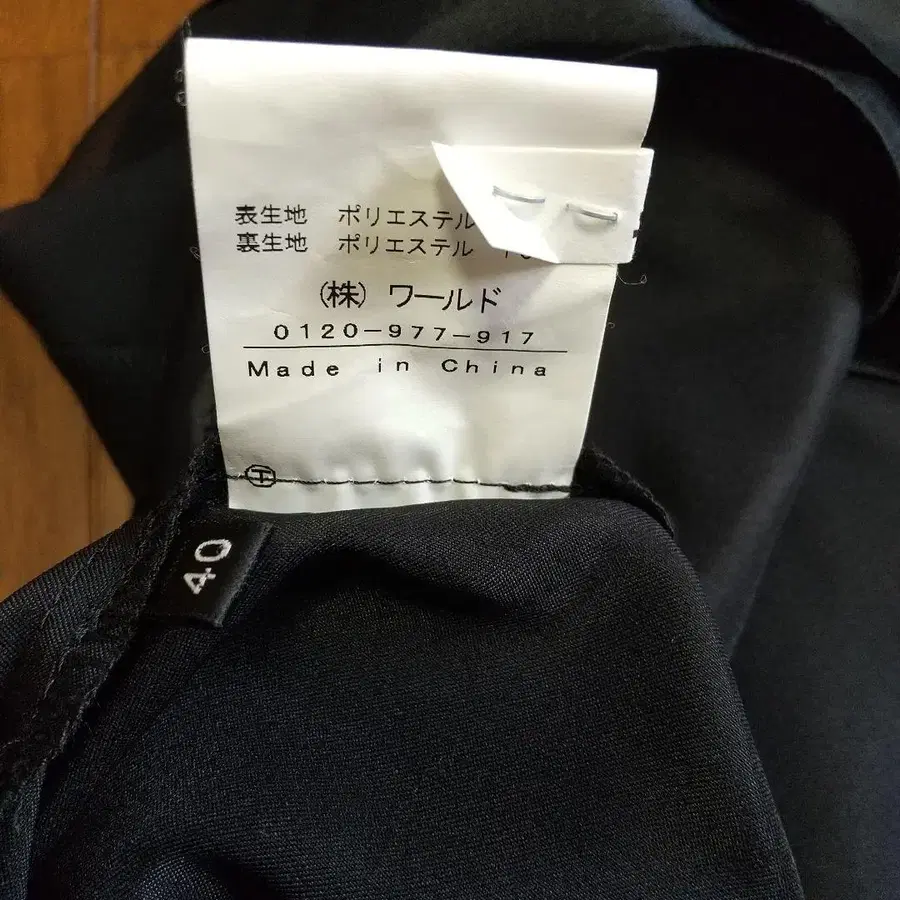 表生地 ポリエステル
裏生地 ポリエステル
(株) ワールド
0120-977-917
Made in China
40